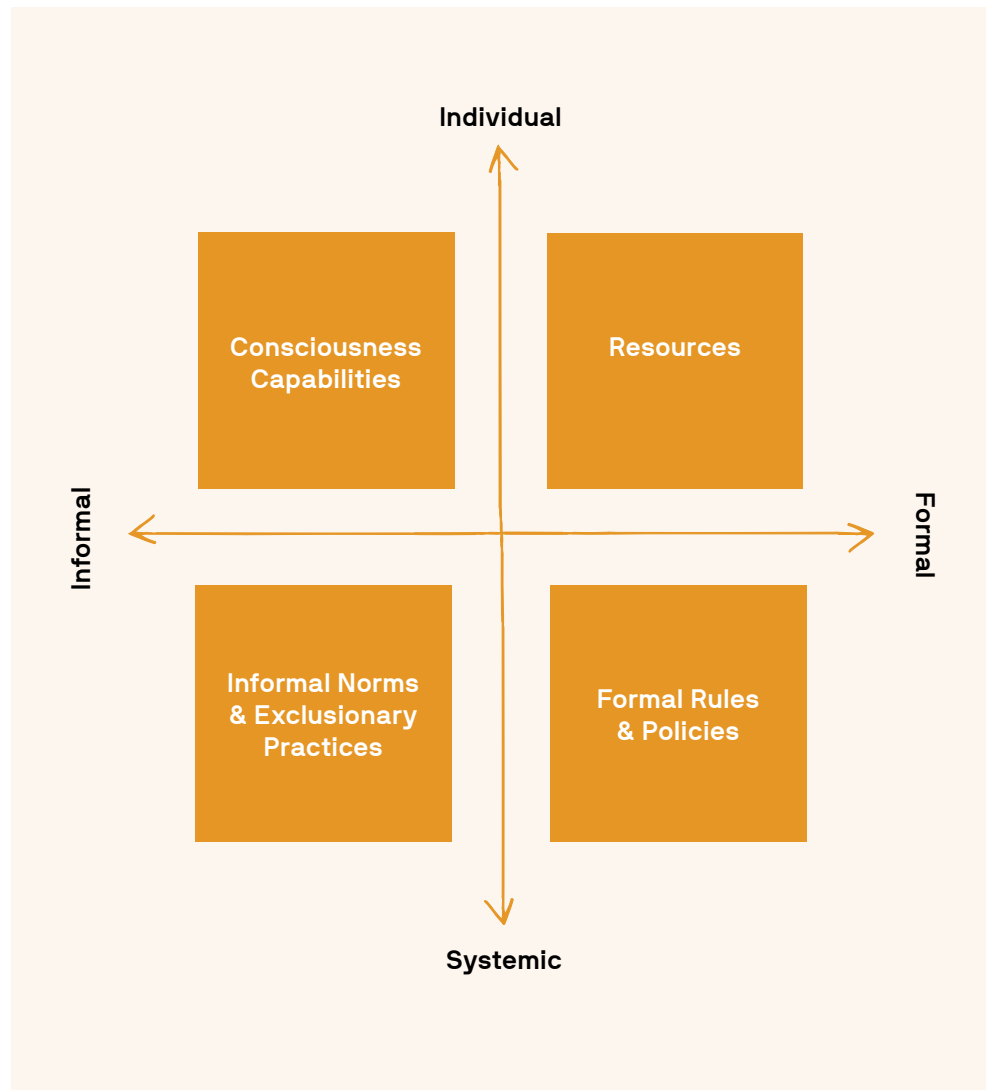 Individual
Consciousness
Capabilities
Resources
Informal
Formal
Informal Norms
& Exclusionary
Practices
Formal Rules
& Policies
Systemic